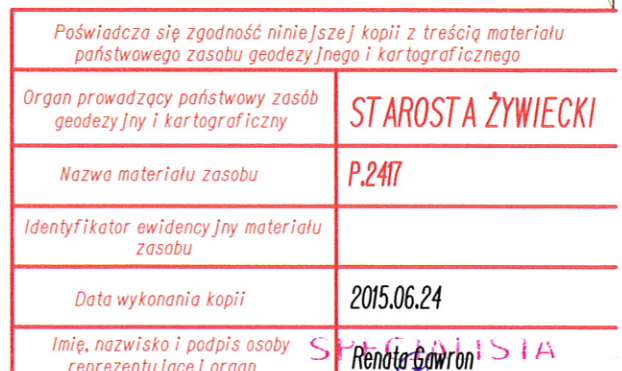 Poświadcza się zgodność niniejszej kopii z treścią materiału
państwowego zasobu geodezyjnego i kartograficznego
Organ prowadzący państwowy zasób
geodezyjny i kartograficzny
STAROSTA ŻYWIECKI
Nazwa materiału zasobu
P.2417
Identyfikator ewidencyjny materiału
zasobu
Data wykonania kopii
2015.06.24
Imię, nazwisko i podpis osoby
reprezentującej organ
SPECJALISTA
Renata Gawron